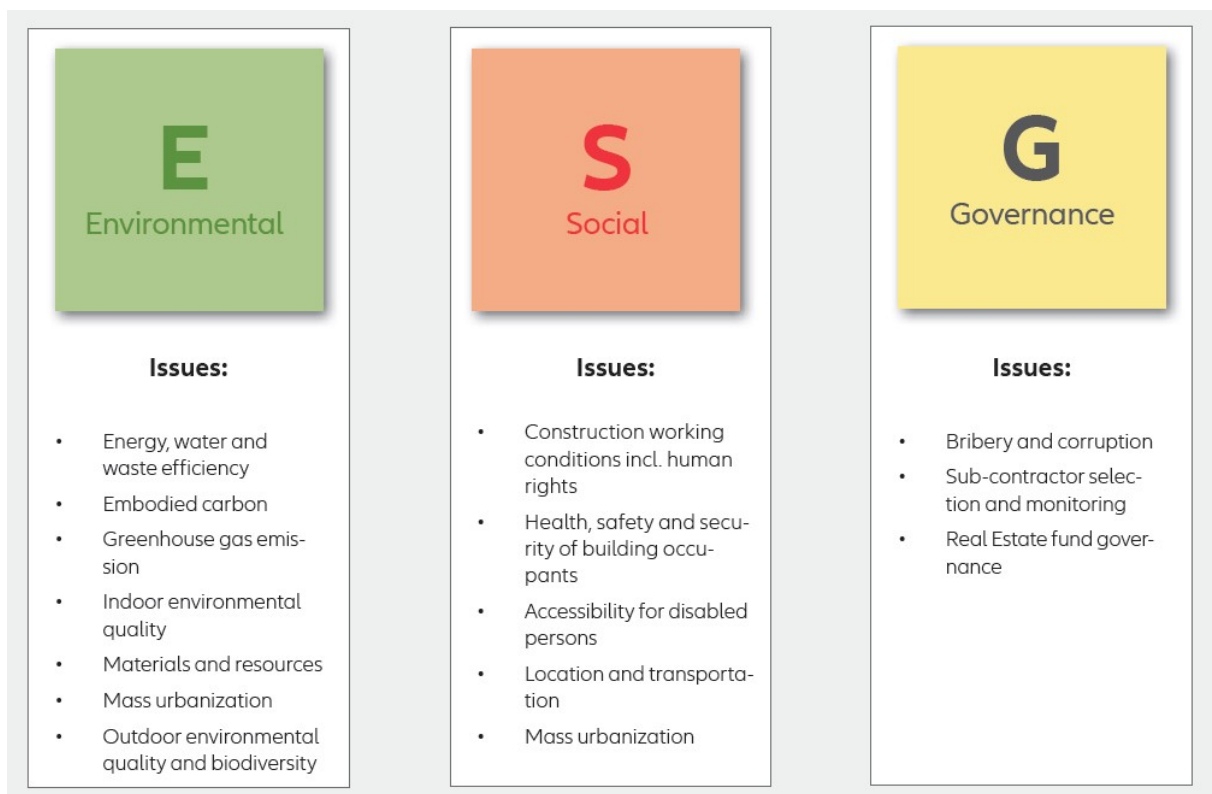 E
Environmental
Issues:
• Energy, water and
waste efficiency
• Embodied carbon
• Greenhouse gas emis-
sion
• Indoor environmental
quality
• Materials and resources
• Mass urbanization
• Outdoor environmental
quality and biodiversity
S
Social
Issues:
• Construction working
conditions incl. human
rights
• Health, safety and secu-
rity of building occu-
pants
• Accessibility for disabled
persons
• Location and transporta-
tion
• Mass urbanization
G
Governance
Issues:
• Bribery and corruption
• Sub-contractor selec-
tion and monitoring
• Real Estate fund gover-
nance